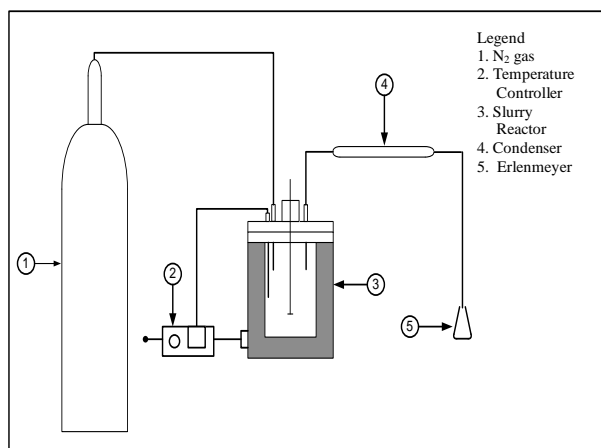 Legend
1. N₂ gas
2. Temperature
Controller
3. Slurry
Reactor
4. Condenser
5. Erlenmeyer
4
1
2
3
5